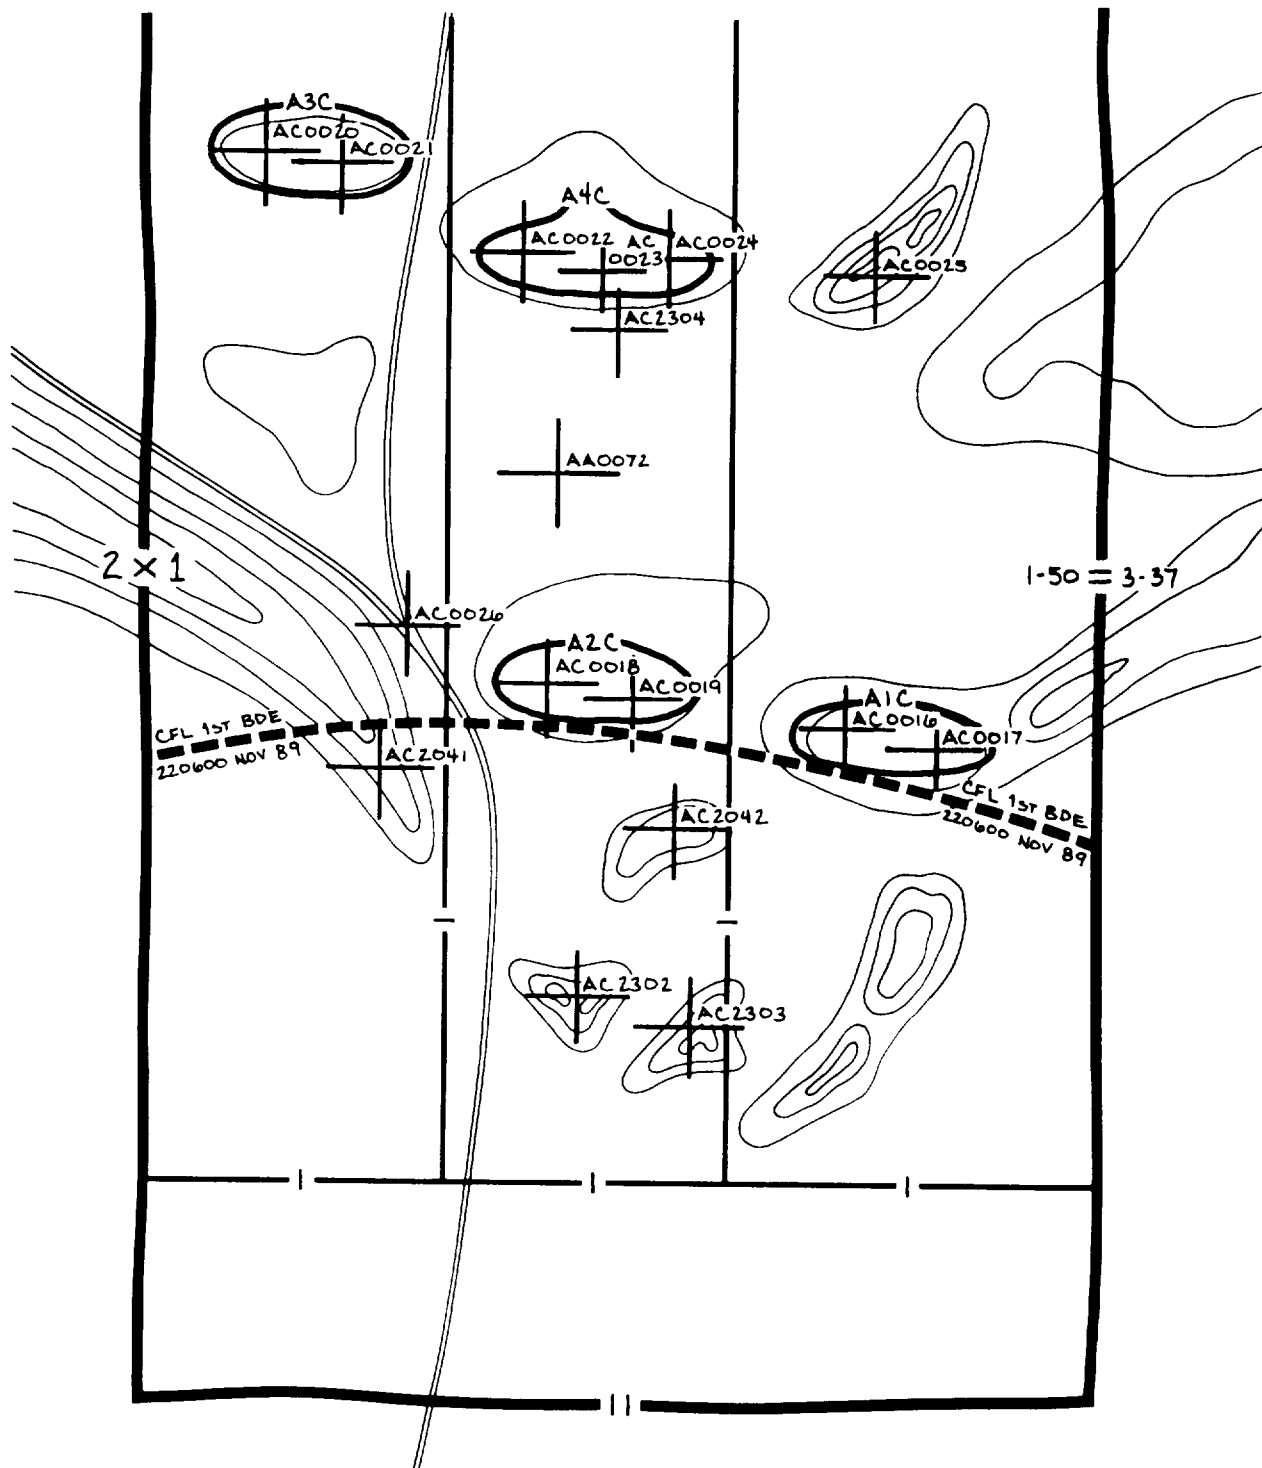 A3C
AC0020
AC0021
A4C
AC0022
AC
0023
AC0024
AC0025
AC2304
AA0072
2 X 1
1-50 = 3-37
AC0026
A2C
AC0018
AC0019
A1C
AC0016
AC0017
CFL 1ST BDE
220600 NOV 89
AC2041
CFL 1ST BDE
220600 NOV 89
AC2042
AC2302
AC2303